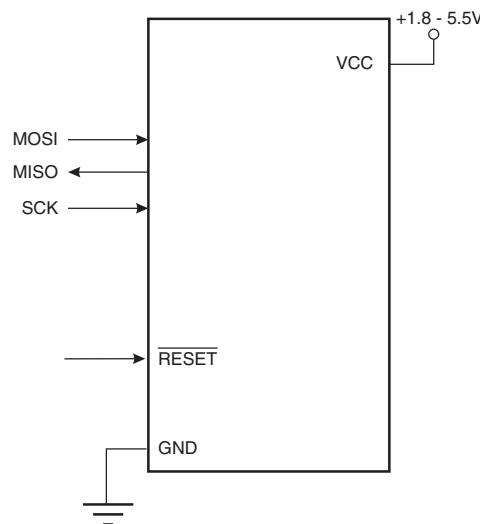 +1.8 - 5.5V
VCC
MOSI
MISO
SCK
RESET
GND